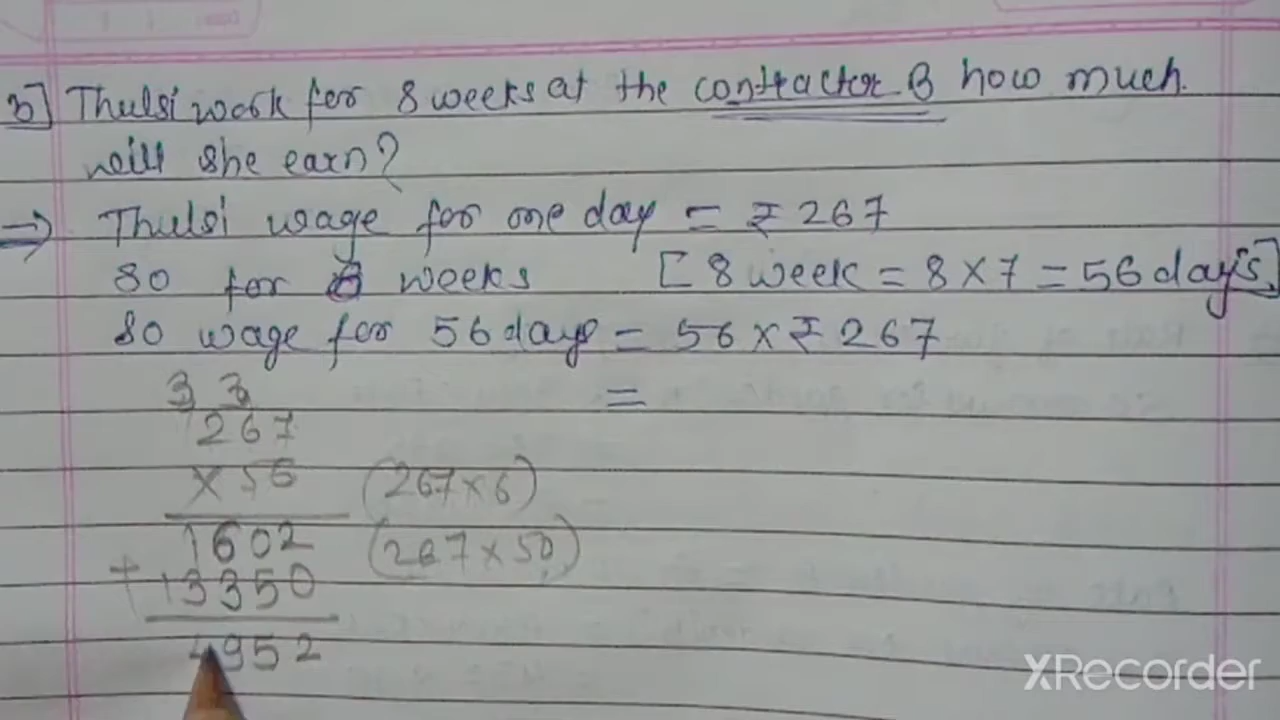 b] Thulsi work for 8 weeks at the contractor B how much
will she earn?
→ Thulsi wage for one day = ₹ 267
So for 8 weeks [8 week = 8 × 7 = 56 days]
So wage for 56 days = 56 × ₹ 267
=
3 3
267
× 56 (267 × 6)
1602 (267 × 50)
+ 13350
4952
XRecorder